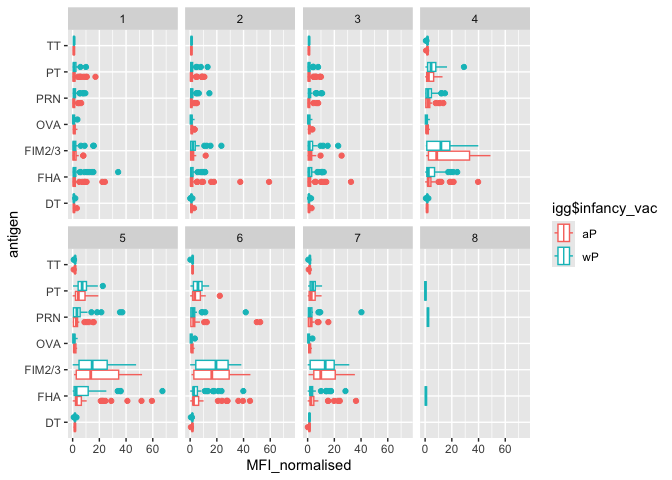 1 2 3 4
TT
PT
PRN
OVA
FIM2/3
FHA
DT
antigen
igg$infancy_vac
aP
wP
5 6 7 8
TT
PT
PRN
OVA
FIM2/3
FHA
DT
0 20 40 60 0 20 40 60 0 20 40 60 0 20 40 60
MFI_normalised